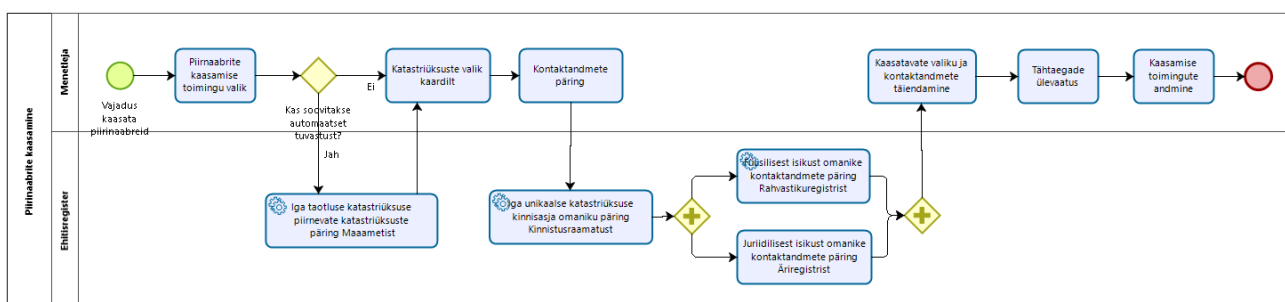 Piirinaabrite kaasamine
Menetleja
Vajadus
kaasata
piirinaabreid
Piirnaabrite
kaasamise
toimingu valik
Kas soovitakse
automaatset
tuvastust?
Ei
Jah
Katastriüksuste valik
kaardilt
Kontaktandmete
päring
Kaasatavate valiku ja
kontaktandmete
täiendamine
Tähtaegade
ülevaatus
Kaasamise
toimingute
andmine
Ehitisregister
Iga taotluse katastriüksuse
piirnevate katastriüksuste
päring Maaametist
Iga unikaalse katastriüksuse
kinnisasja omaniku päring
Kinnistusraamatust
Füüsilisest isikust omanike
kontaktandmete päring
Rahvastikuregistrist
Juriidilisest isikust omanike
kontaktandmete päring
Äriregistrist